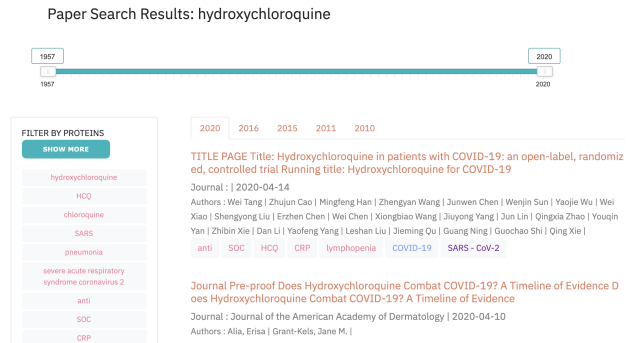 Paper Search Results: hydroxychloroquine
1957
2020
1957
2020
FILTER BY PROTEINS
SHOW MORE
hydroxychloroquine
HCQ
chloroquine
SARS
pneumonia
severe acute respiratory
syndrome coronavirus 2
anti
SOC
CRP
2020 2016 2015 2011 2010
TITLE PAGE Title: Hydroxychloroquine in patients with COVID-19: an open-label, randomiz
ed, controlled trial Running title: Hydroxychloroquine for COVID-19
Journal : | 2020-04-14
Authors : Wei Tang | Zhujun Cao | Mingfeng Han | Zhengyan Wang | Junwen Chen | Wenjin Sun | Yaojie Wu | Wei
Xiao | Shengyong Liu | Erzhen Chen | Wei Chen | Xiongbiao Wang | Jiuyong Yang | Jun Lin | Qingxia Zhao | Youqin
Yan | Zhibin Xie | Dan Li | Yaofeng Yang | Leshan Liu | Jieming Qu | Guang Ning | Guochao Shi | Qing Xie |
anti SOC HCQ CRP lymphopenia COVID-19 SARS - CoV-2
Journal Pre-proof Does Hydroxychloroquine Combat COVID-19? A Timeline of Evidence D
oes Hydroxychloroquine Combat COVID-19? A Timeline of Evidence
Journal : Journal of the American Academy of Dermatology | 2020-04-10
Authors : Alia, Erisa | Grant-Kels, Jane M. |